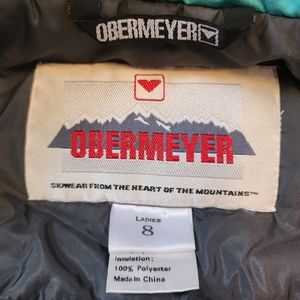 OBERMEYER
OBERMEYER
SKIWEAR FROM THE HEART OF THE MOUNTAINS™
LADIES
8
Insulation:
100% Polyester
Made in China